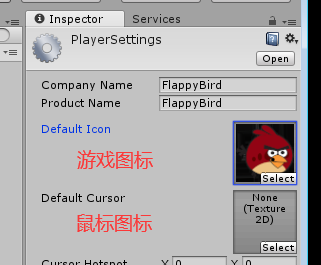 Inspector Services
PlayerSettings
Open
Company Name FlappyBird
Product Name FlappyBird
Default Icon
游戏图标
Select
Default Cursor
None
(Texture
2D)
鼠标图标
Select
Cursor Hotspot X 0 Y 0